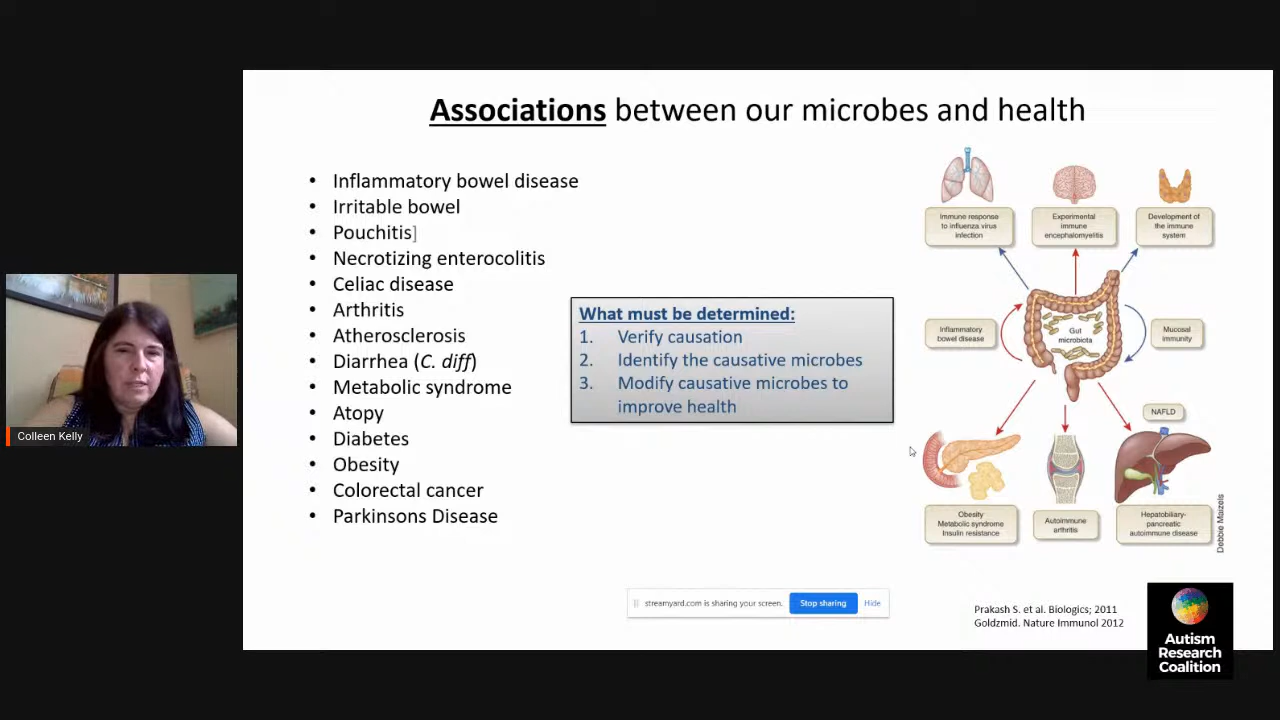 Associations between our microbes and health
• Inflammatory bowel disease
• Irritable bowel
• Pouchitis]
• Necrotizing enterocolitis
• Celiac disease
• Arthritis
• Atherosclerosis
• Diarrhea (C. diff)
• Metabolic syndrome
• Atopy
• Diabetes
• Obesity
• Colorectal cancer
• Parkinsons Disease
What must be determined:
1. Verify causation
2. Identify the causative microbes
3. Modify causative microbes to
improve health
Immune response
to influenza virus
infection
Experimental
immune
encephalomyelitis
Development of
the immune
system
Inflammatory
bowel disease
Gut
microbiota
Mucosal
immunity
NAFLD
Obesity
Metabolic syndrome
Insulin resistance
Autoimmune
arthritis
Hepatobiliary-
pancreatic
autoimmune disease
Debbie Maizels
Colleen Kelly
streamyard.com is sharing your screen.
Stop sharing
Hide
Prakash S. et al. Biologics; 2011
Goldzmid. Nature Immunol 2012
Autism
Research
Coalition